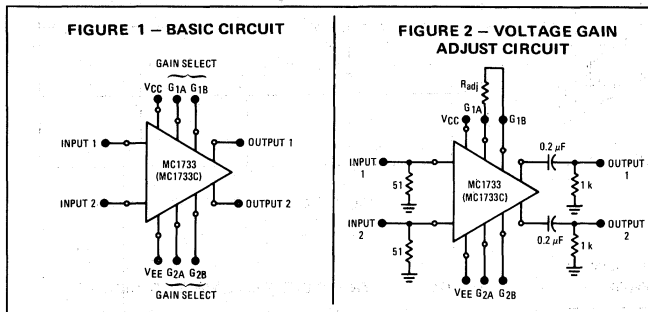 FIGURE 1 – BASIC CIRCUIT
GAIN SELECT
VCC G1A G1B
INPUT 1
OUTPUT 1
MC1733
(MC1733C)
INPUT 2
OUTPUT 2
VEE G2A G2B
GAIN SELECT
FIGURE 2 – VOLTAGE GAIN
ADJUST CIRCUIT
Radj
G1A
VCC
G1B
0.2 µF
INPUT
1
OUTPUT
1
51
MC1733
(MC1733C)
1 k
INPUT
2
OUTPUT
2
0.2 µF
51
1 k
VEE G2A G2B